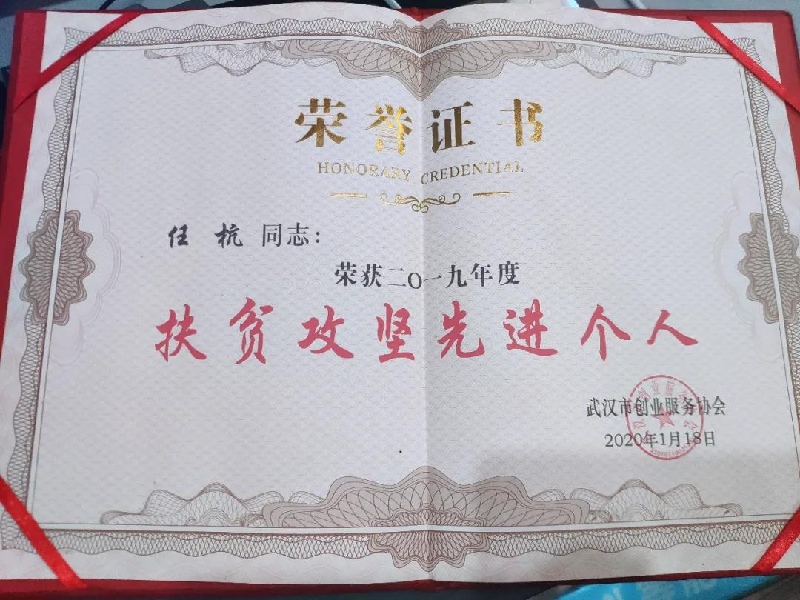 荣誉证书
HONORARY CREDENTIAL
任 杭 同志：
荣获二〇一九年度
扶贫攻坚先进个人
武汉市创业服务协会
2020年1月18日